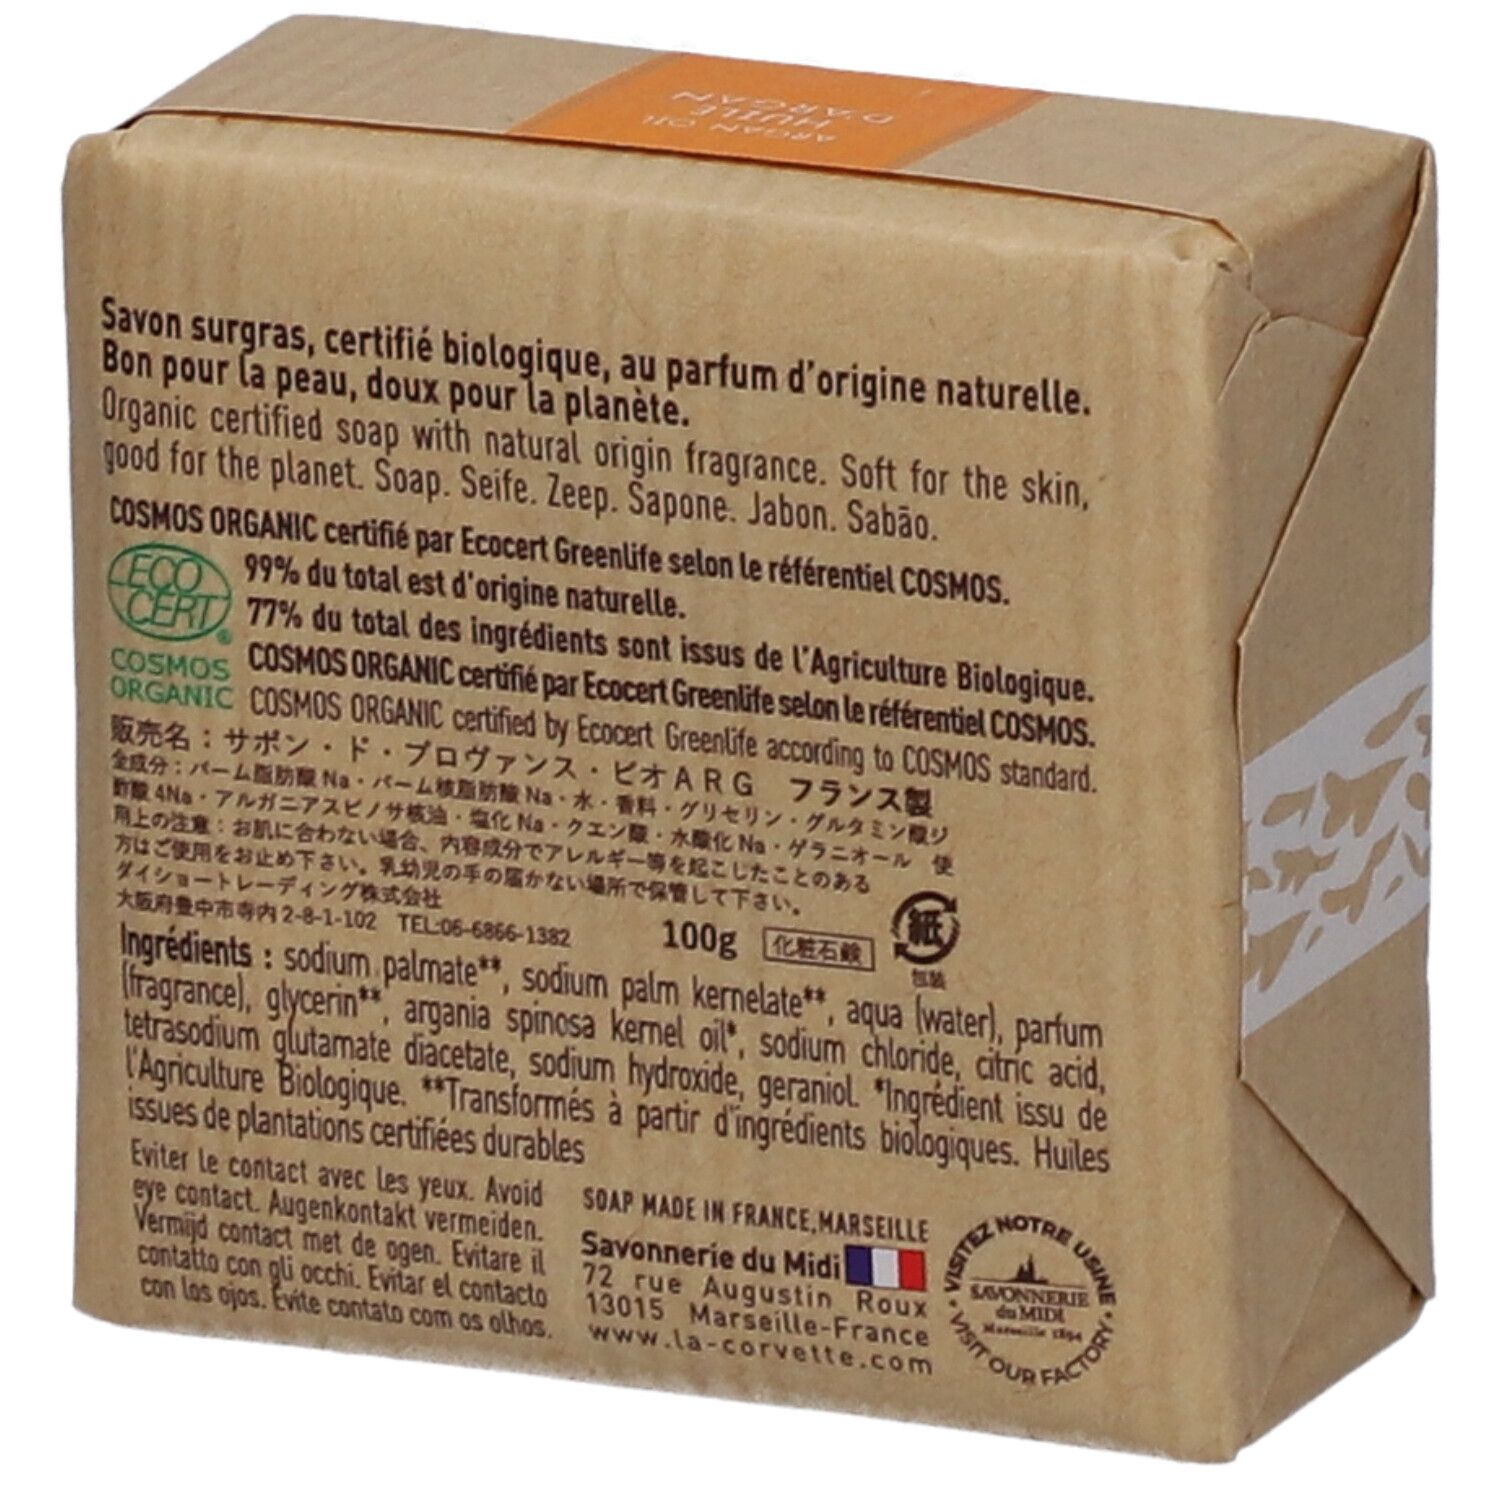 ARGAN OIL
HUILE
D'ARGAN
Savon surgras, certifié biologique, au parfum d'origine naturelle.
Bon pour la peau, doux pour la planète.
Organic certified soap with natural origin fragrance. Soft for the skin,
good for the planet. Soap. Seife. Zeep. Sapone. Jabon. Sabão.
COSMOS ORGANIC certifié par Ecocert Greenlife selon le référentiel COSMOS.
99% du total est d'origine naturelle.
77% du total des ingrédients sont issus de l'Agriculture Biologique.
COSMOS ORGANIC certifié par Ecocert Greenlife selon le référentiel COSMOS.
COSMOS ORGANIC certified by Ecocert Greenlife according to COSMOS standard.
ECO
CERT®
COSMOS
ORGANIC
販売名：サボン・ド・プロヴァンス・ビオＡＲＧ フランス製
全成分：パーム脂肪酸Na・パーム核脂肪酸Na・水・香料・グリセリン・グルタミン酸ジ
酢酸4Na・アルガニアスピノサ核油・塩化Na・クエン酸・水酸化Na・ゲラニオール 使
用上の注意：お肌に合わない場合、内容成分でアレルギー等を起こしたことのある
方はご使用をお止め下さい。乳幼児の手の届かない場所で保管して下さい。
ダイショートレーディング株式会社
大阪府豊中市寺内2-8-1-102 TEL:06-6866-1382
100g
化粧石鹸
紙
包装
Ingrédients : sodium palmate**, sodium palm kernelate**, aqua (water), parfum
(fragrance), glycerin**, argania spinosa kernel oil*, sodium chloride, citric acid,
tetrasodium glutamate diacetate, sodium hydroxide, geraniol. *Ingrédient issu de
l'Agriculture Biologique. **Transformés à partir d'ingrédients biologiques. Huiles
issues de plantations certifiées durables
Eviter le contact avec les yeux. Avoid
eye contact. Augenkontakt vermeiden.
Vermijd contact met de ogen. Evitare il
contatto con gli occhi. Evitar el contacto
con los ojos. Evite contato com os olhos.
SOAP MADE IN FRANCE, MARSEILLE
Savonnerie du Midi
72 rue Augustin Roux
13015 Marseille-France
www.la-corvette.com
VISITEZ NOTRE USINE
SAVONNERIE
du MIDI
Marseille 1894
VISIT OUR FACTORY